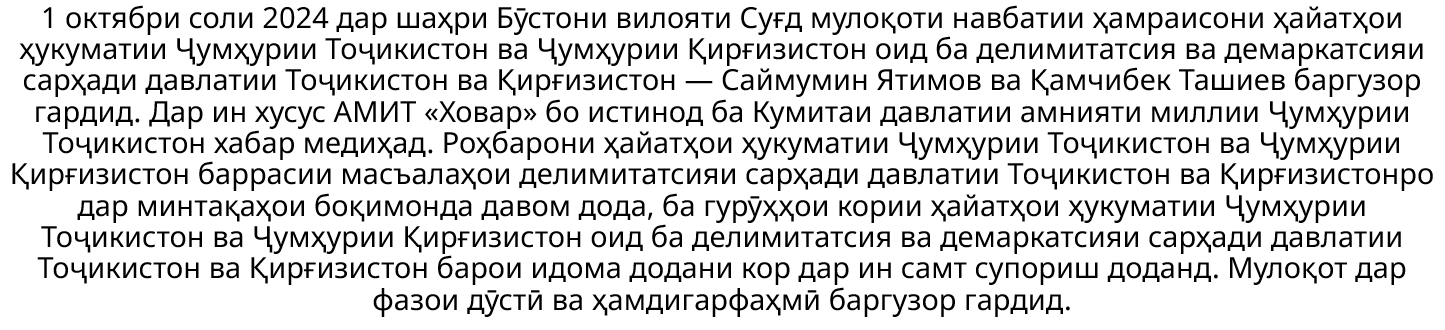 1 октябри соли 2024 дар шаҳри Бӯстони вилояти Суғд мулоқоти навбатии ҳамраисони ҳайатҳои
ҳукуматии Ҷумҳурии Тоҷикистон ва Ҷумҳурии Қирғизистон оид ба делимитатсия ва демаркатсияи
сарҳади давлатии Тоҷикистон ва Қирғизистон — Саймумин Ятимов ва Қамчибек Ташиев баргузор
гардид. Дар ин хусус АМИТ «Ховар» бо истинод ба Кумитаи давлатии амнияти миллии Ҷумҳурии
Тоҷикистон хабар медиҳад. Роҳбарони ҳайатҳои ҳукуматии Ҷумҳурии Тоҷикистон ва Ҷумҳурии
Қирғизистон баррасии масъалаҳои делимитатсияи сарҳади давлатии Тоҷикистон ва Қирғизистонро
дар минтақаҳои боқимонда давом дода, ба гурӯҳҳои кории ҳайатҳои ҳукуматии Ҷумҳурии
Тоҷикистон ва Ҷумҳурии Қирғизистон оид ба делимитатсия ва демаркатсияи сарҳади давлатии
Тоҷикистон ва Қирғизистон барои идома додани кор дар ин самт супориш доданд. Мулоқот дар
фазои дӯстӣ ва ҳамдигарфаҳмӣ баргузор гардид.